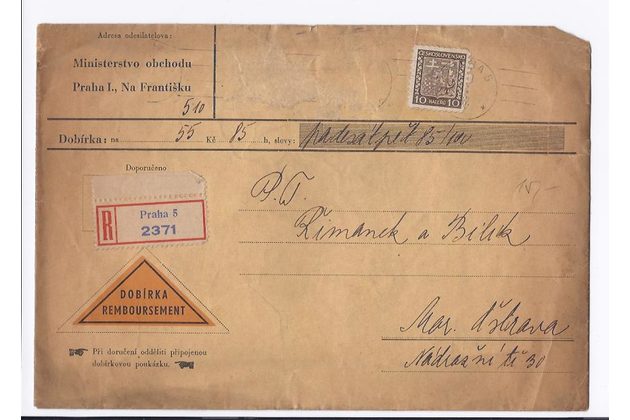 Adresa odesílatelova:
Ministerstvo obchodu
Praha I., Na Františku
510
ČESKOSLOVENSKO
10 HALÉŘŮ 10
Dobírka: na 55 Kč 85 h, slovy: padesátpět 85/100
Doporučeno
R Praha 5
2371
P. T.
Římanek a Bílek
DOBÍRKA
REMBOURSEMENT
Mor. Ostrava
Nádražní tř 30
Při doručení odděliti připojenou
dobírkovou poukázku.